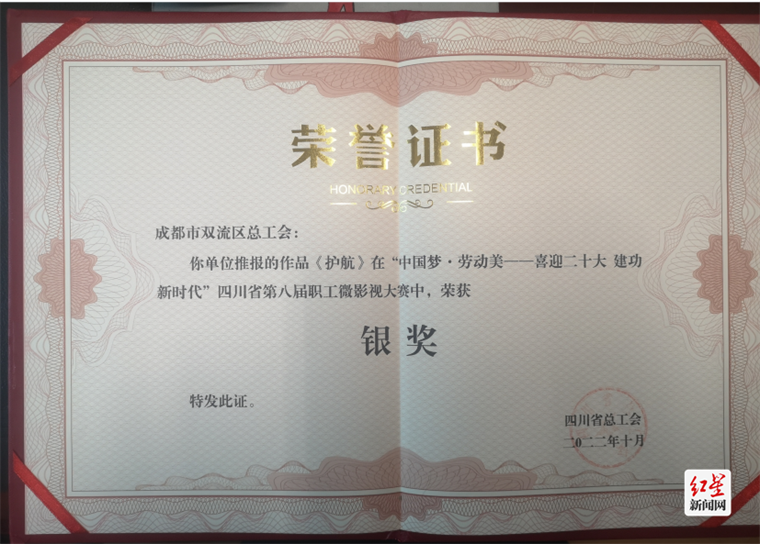 荣誉证书
HONORARY CREDENTIAL
成都市双流区总工会：
你单位推报的作品《护航》在“中国梦·劳动美——喜迎二十大 建功
新时代”四川省第八届职工微影视大赛中，荣获
银奖
特发此证。
四川省总工会
二〇二二年十月
红星
新闻网